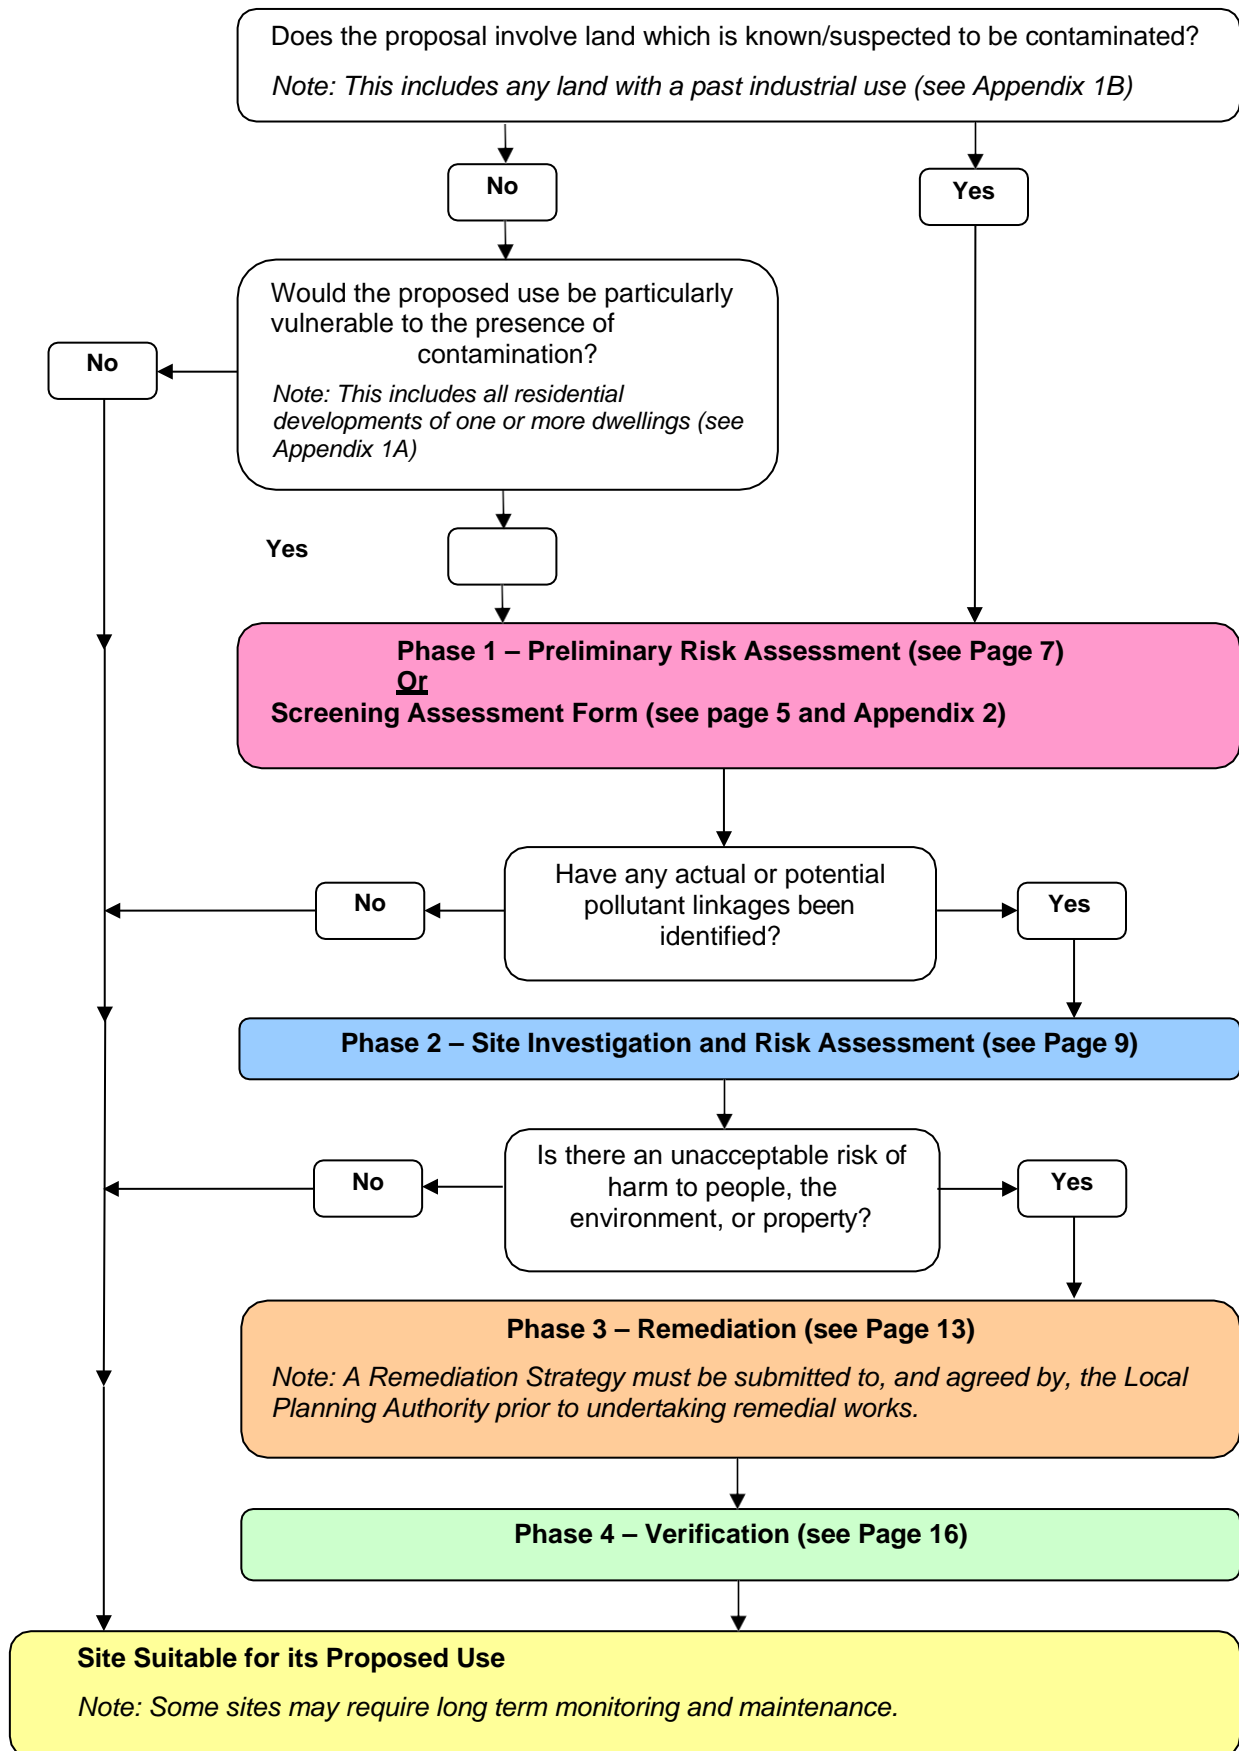 Does the proposal involve land which is known/suspected to be contaminated?
Note: This includes any land with a past industrial use (see Appendix 1B)
No
Yes
Would the proposed use be particularly
vulnerable to the presence of
contamination?
Note: This includes all residential
developments of one or more dwellings (see
Appendix 1A)
No
Yes
Phase 1 – Preliminary Risk Assessment (see Page 7)
Or
Screening Assessment Form (see page 5 and Appendix 2)
Have any actual or potential
pollutant linkages been
identified?
No
Yes
Phase 2 – Site Investigation and Risk Assessment (see Page 9)
Is there an unacceptable risk of
harm to people, the
environment, or property?
No
Yes
Phase 3 – Remediation (see Page 13)
Note: A Remediation Strategy must be submitted to, and agreed by, the Local
Planning Authority prior to undertaking remedial works.
Phase 4 – Verification (see Page 16)
Site Suitable for its Proposed Use
Note: Some sites may require long term monitoring and maintenance.